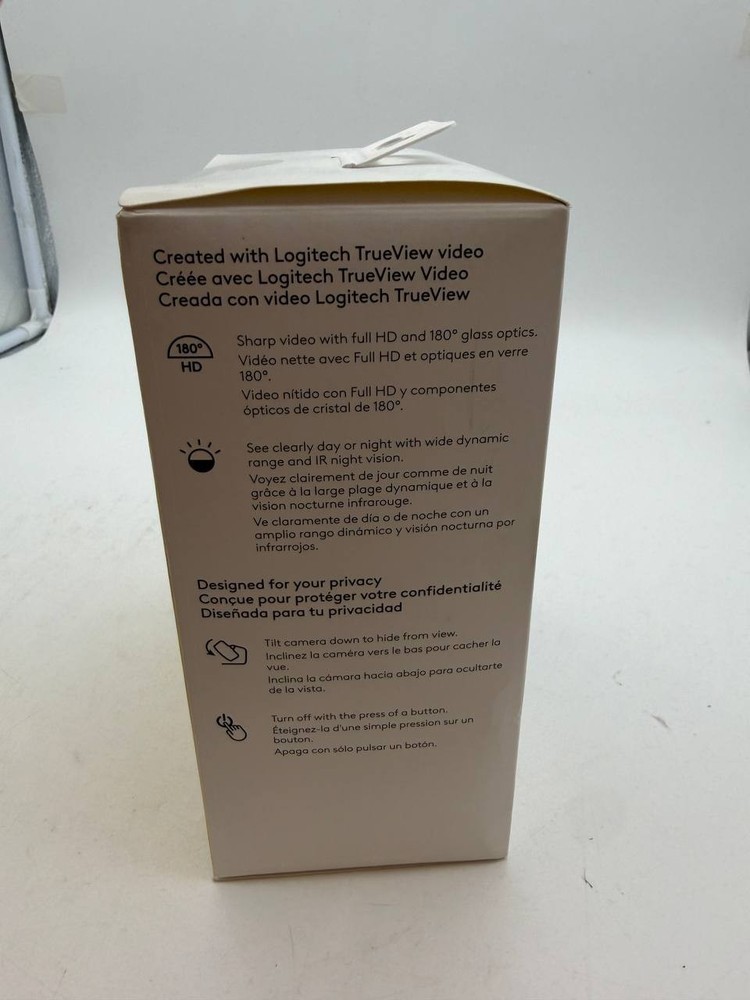 Created with Logitech TrueView video
Créée avec Logitech TrueView Video
Creada con video Logitech TrueView
180°
HD
Sharp video with full HD and 180° glass optics.
Vidéo nette avec Full HD et optiques en verre
180°.
Video nítido con Full HD y componentes
ópticos de cristal de 180°.
See clearly day or night with wide dynamic
range and IR night vision.
Voyez clairement de jour comme de nuit
grâce à la large plage dynamique et à la
vision nocturne infrarouge.
Ve claramente de día o de noche con un
amplio rango dinámico y visión nocturna por
infrarrojos.
Designed for your privacy
Conçue pour protéger votre confidentialité
Diseñada para tu privacidad
Tilt camera down to hide from view.
Inclinez la caméra vers le bas pour cacher la
vue.
Inclina la cámara hacia abajo para ocultarte
de la vista.
Turn off with the press of a button.
Éteignez-la d'une simple pression sur un
bouton.
Apaga con sólo pulsar un botón.